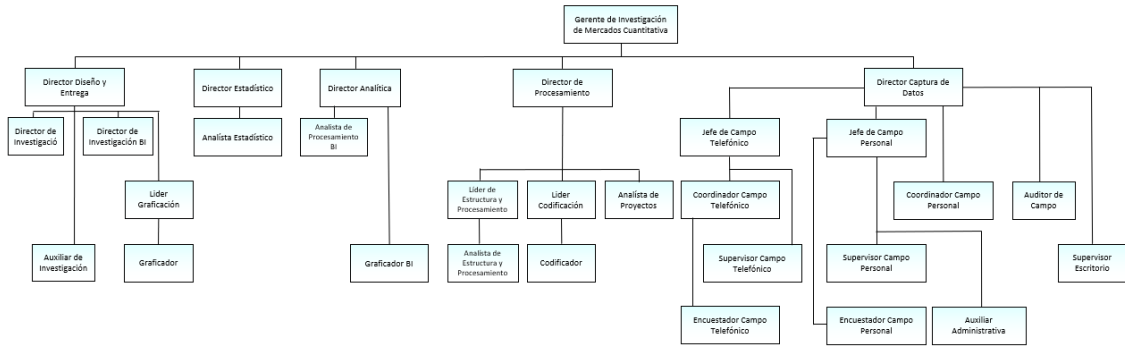 Gerente de Investigación
de Mercados Cuantitativa
Director Diseño y
Entrega
Director Estadístico
Director Analítica
Director de
Procesamiento
Director Captura de
Datos
Director de
Investigació
Director de
Investigación BI
Analísta Estadístico
Analista de
Procesamiento
BI
Jefe de Campo
Telefónico
Jefe de Campo
Personal
Lider
Graficación
Lider de
Estructura y
Procesamiento
Lider
Codificación
Analísta de
Proyectos
Coordinador Campo
Telefónico
Coordinador Campo
Personal
Auditor de
Campo
Auxiliar de
Investigación
Graficador
Graficador BI
Analista de
Estructura y
Procesamiento
Codificador
Supervisor Campo
Telefónico
Supervisor Campo
Personal
Supervisor
Escritorio
Encuestador Campo
Telefónico
Encuestador Campo
Personal
Auxiliar
Administrativa